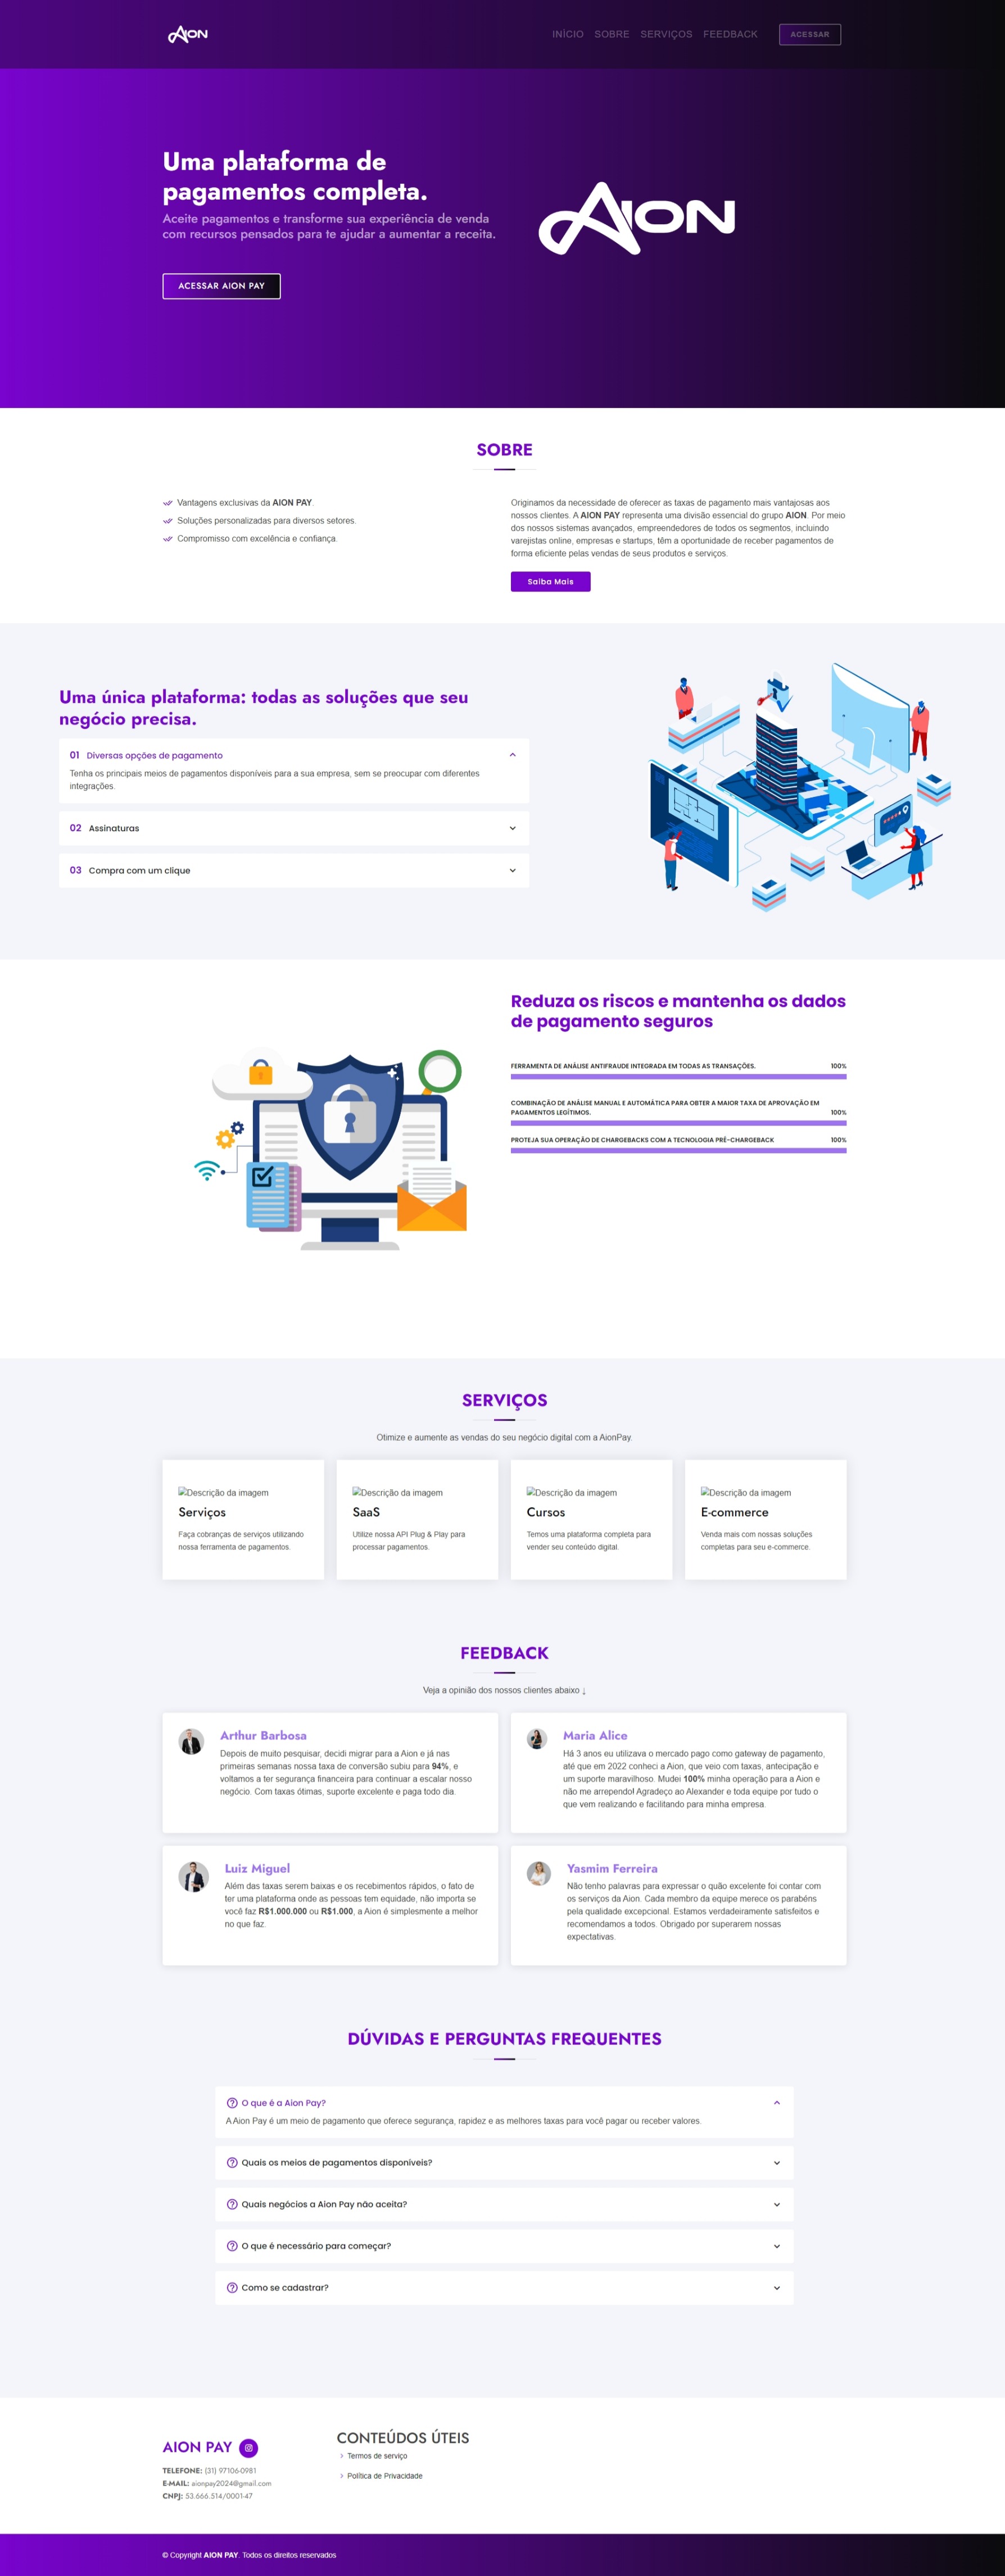 AION
INÍCIO SOBRE SERVIÇOS FEEDBACK ACESSAR
Uma plataforma de
pagamentos completa.
Aceite pagamentos e transforme sua experiência de venda
com recursos pensados para te ajudar a aumentar a receita.
ACESSAR AION PAY
AION
SOBRE
Vantagens exclusivas da AION PAY.
Soluções personalizadas para diversos setores.
Compromisso com excelência e confiança.
Originamos da necessidade de oferecer as taxas de pagamento mais vantajosas aos
nossos clientes. A AION PAY representa uma divisão essencial do grupo AION. Por meio
dos nossos sistemas avançados, empreendedores de todos os segmentos, incluindo
varejistas online, empresas e startups, têm a oportunidade de receber pagamentos de
forma eficiente pelas vendas de seus produtos e serviços.
Saiba Mais
Uma única plataforma: todas as soluções que seu
negócio precisa.
01 Diversas opções de pagamento
Tenha os principais meios de pagamentos disponíveis para a sua empresa, sem se preocupar com diferentes
integrações.
02 Assinaturas
03 Compra com um clique
Reduza os riscos e mantenha os dados
de pagamento seguros
FERRAMENTA DE ANÁLISE ANTIFRAUDE INTEGRADA EM TODAS AS TRANSAÇÕES. 100%
COMBINAÇÃO DE ANÁLISE MANUAL E AUTOMÁTICA PARA OBTER A MAIOR TAXA DE APROVAÇÃO EM
PAGAMENTOS LEGÍTIMOS. 100%
PROTEJA SUA OPERAÇÃO DE CHARGEBACKS COM A TECNOLOGIA PRÉ-CHARGEBACK 100%
SERVIÇOS
Otimize e aumente as vendas do seu negócio digital com a AionPay.
Descrição da imagem
Serviços
Faça cobranças de serviços utilizando
nossa ferramenta de pagamentos.
Descrição da imagem
SaaS
Utilize nossa API Plug & Play para
processar pagamentos.
Descrição da imagem
Cursos
Temos uma plataforma completa para
vender seu conteúdo digital.
Descrição da imagem
E-commerce
Venda mais com nossas soluções
completas para seu e-commerce.
FEEDBACK
Veja a opinião dos nossos clientes abaixo ↓
Arthur Barbosa
Depois de muito pesquisar, decidi migrar para a Aion e já nas
primeiras semanas nossa taxa de conversão subiu para 94%, e
voltamos a ter segurança financeira para continuar a escalar nosso
negócio. Com taxas ótimas, suporte excelente e paga todo dia.
Maria Alice
Há 3 anos eu utilizava o mercado pago como gateway de pagamento,
até que em 2022 conheci a Aion, que veio com taxas, antecipação e
um suporte maravilhoso. Mudei 100% minha operação para a Aion e
não me arrependo! Agradeço ao Alexander e toda equipe por tudo o
que vem realizando e facilitando para minha empresa.
Luiz Miguel
Além das taxas serem baixas e os recebimentos rápidos, o fato de
ter uma plataforma onde as pessoas tem equidade, não importa se
você faz R$1.000.000 ou R$1.000, a Aion é simplesmente a melhor
no que faz.
Yasmim Ferreira
Não tenho palavras para expressar o quão excelente foi contar com
os serviços da Aion. Cada membro da equipe merece os parabéns
pela qualidade excepcional. Estamos verdadeiramente satisfeitos e
recomendamos a todos. Obrigado por superarem nossas
expectativas.
DÚVIDAS E PERGUNTAS FREQUENTES
O que é a Aion Pay?
A Aion Pay é um meio de pagamento que oferece segurança, rapidez e as melhores taxas para você pagar ou receber valores.
Quais os meios de pagamentos disponíveis?
Quais negócios a Aion Pay não aceita?
O que é necessário para começar?
Como se cadastrar?
AION PAY
TELEFONE: (31) 97106-0981
E-MAIL: aionpay2024@gmail.com
CNPJ: 53.666.514/0001-47
CONTEÚDOS ÚTEIS
Termos de serviço
Política de Privacidade
© Copyright AION PAY. Todos os direitos reservados